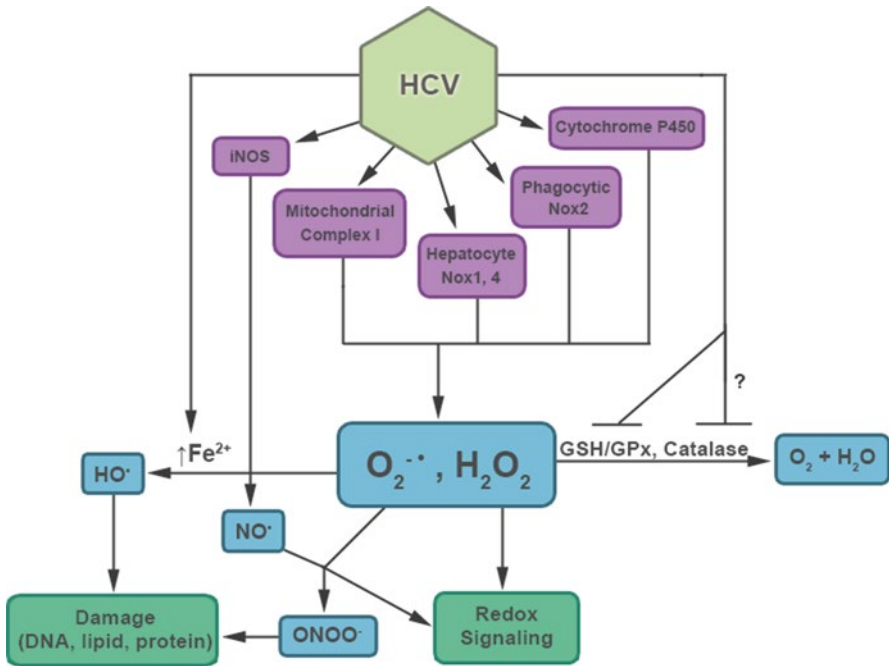 HCV
Cytochrome P450
iNOS
Phagocytic
Nox2
Mitochondrial
Complex I
Hepatocyte
Nox1, 4
?
↑Fe²⁺
GSH/GPx, Catalase
HO•
O₂⁻•, H₂O₂
O₂ + H₂O
NO•
Damage
(DNA, lipid, protein)
ONOO⁻
Redox
Signaling